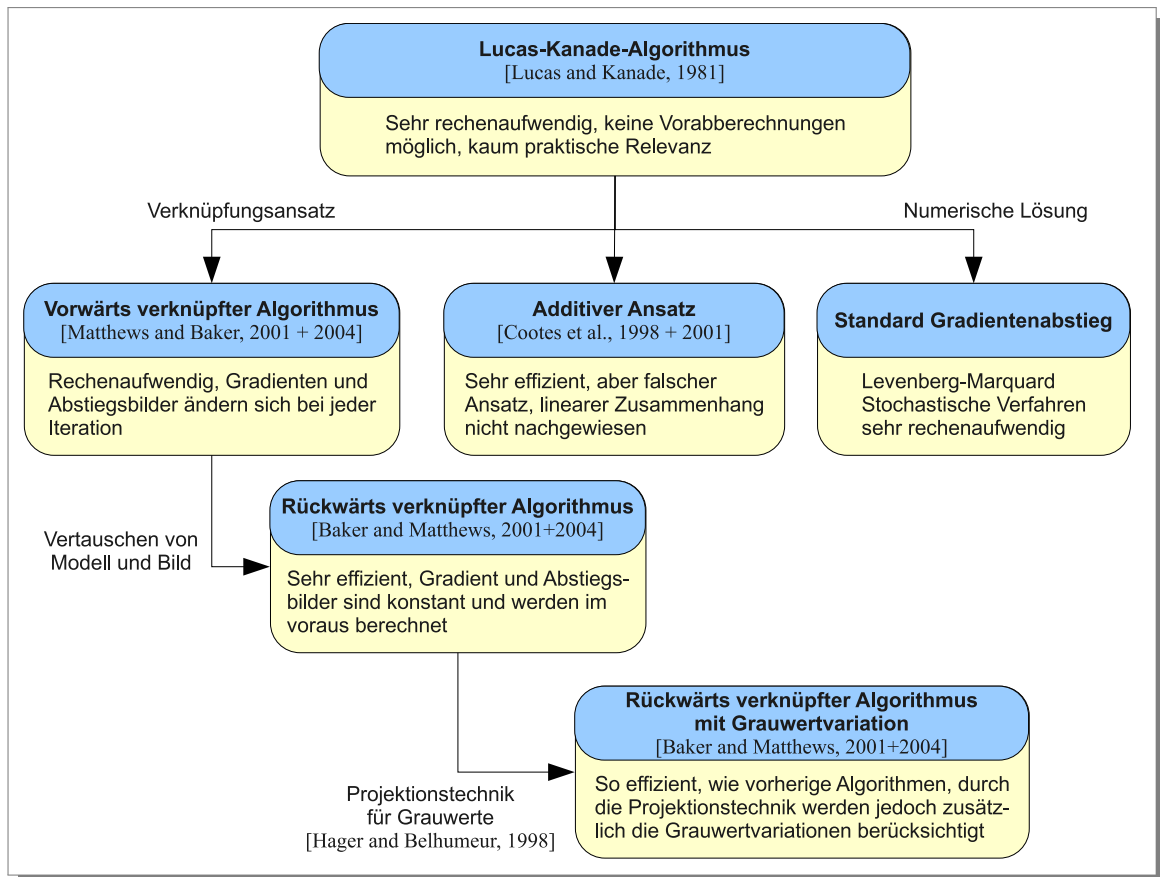 Lucas-Kanade-Algorithmus
[Lucas and Kanade, 1981]
Sehr rechenaufwendig, keine Vorabberechnungen
möglich, kaum praktische Relevanz
Verknüpfungsansatz
Numerische Lösung
Vorwärts verknüpfter Algorithmus
[Matthews and Baker, 2001 + 2004]
Rechenaufwendig, Gradienten und
Abstiegsbilder ändern sich bei jeder
Iteration
Additiver Ansatz
[Cootes et al., 1998 + 2001]
Sehr effizient, aber falscher
Ansatz, linearer Zusammenhang
nicht nachgewiesen
Standard Gradientenabstieg
Levenberg-Marquard
Stochastische Verfahren
sehr rechenaufwendig
Vertauschen von
Modell und Bild
Rückwärts verknüpfter Algorithmus
[Baker and Matthews, 2001+2004]
Sehr effizient, Gradient und Abstiegs-
bilder sind konstant und werden im
voraus berechnet
Projektionstechnik
für Grauwerte
[Hager and Belhumeur, 1998]
Rückwärts verknüpfter Algorithmus
mit Grauwertvariation
[Baker and Matthews, 2001+2004]
So effizient, wie vorherige Algorithmen, durch
die Projektionstechnik werden jedoch zusätz-
lich die Grauwertvariationen berücksichtigt